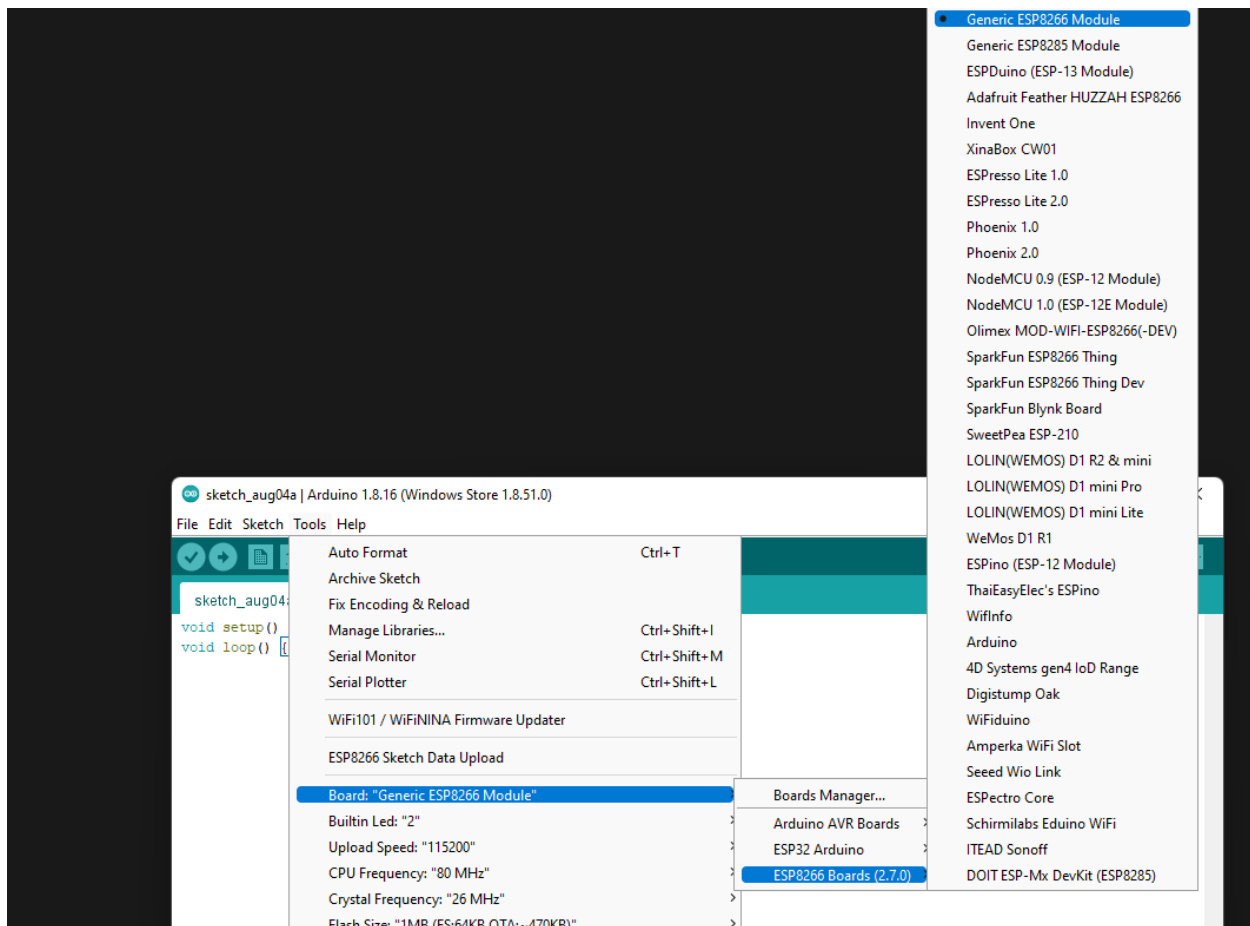 Generic ESP8266 Module
Generic ESP8285 Module
ESPDuino (ESP-13 Module)
Adafruit Feather HUZZAH ESP8266
Invent One
XinaBox CW01
ESPresso Lite 1.0
ESPresso Lite 2.0
Phoenix 1.0
Phoenix 2.0
NodeMCU 0.9 (ESP-12 Module)
NodeMCU 1.0 (ESP-12E Module)
Olimex MOD-WIFI-ESP8266(-DEV)
SparkFun ESP8266 Thing
SparkFun ESP8266 Thing Dev
SparkFun Blynk Board
SweetPea ESP-210
LOLIN(WEMOS) D1 R2 & mini
LOLIN(WEMOS) D1 mini Pro
LOLIN(WEMOS) D1 mini Lite
WeMos D1 R1
ESPino (ESP-12 Module)
ThaiEasyElec's ESPino
WifInfo
Arduino
4D Systems gen4 IoD Range
Digistump Oak
WiFiduino
Amperka WiFi Slot
Seeed Wio Link
ESPectro Core
Schirmilabs Eduino WiFi
ITEAD Sonoff
DOIT ESP-Mx DevKit (ESP8285)
sketch_aug04a | Arduino 1.8.16 (Windows Store 1.8.51.0)
File Edit Sketch Tools Help
sketch_aug04a
void setup()
void loop() {
Auto Format Ctrl+T
Archive Sketch
Fix Encoding & Reload
Manage Libraries... Ctrl+Shift+I
Serial Monitor Ctrl+Shift+M
Serial Plotter Ctrl+Shift+L
WiFi101 / WiFiNINA Firmware Updater
ESP8266 Sketch Data Upload
Board: "Generic ESP8266 Module"
Builtin Led: "2"
Upload Speed: "115200"
CPU Frequency: "80 MHz"
Crystal Frequency: "26 MHz"
Flash Size: "1MB (FS:64KB OTA:~470KB)"
Boards Manager...
Arduino AVR Boards
ESP32 Arduino
ESP8266 Boards (2.7.0)